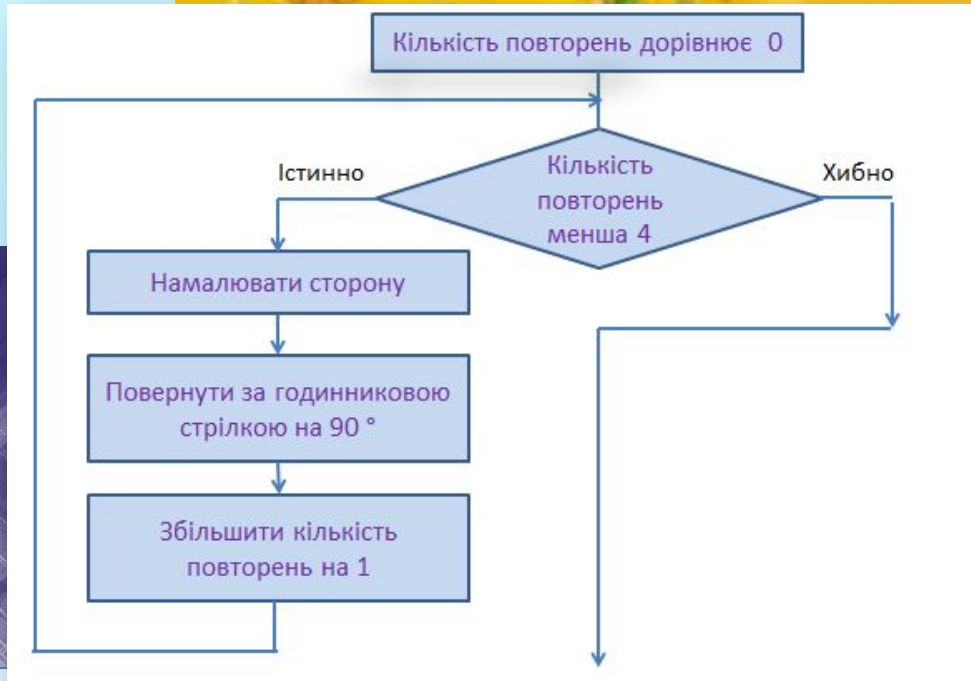 Кількість повторень дорівнює 0
Кількість
повторень
менша 4
Істинно
Хибно
Намалювати сторону
Повернути за годинниковою
стрілкою на 90 °
Збільшити кількість
повторень на 1